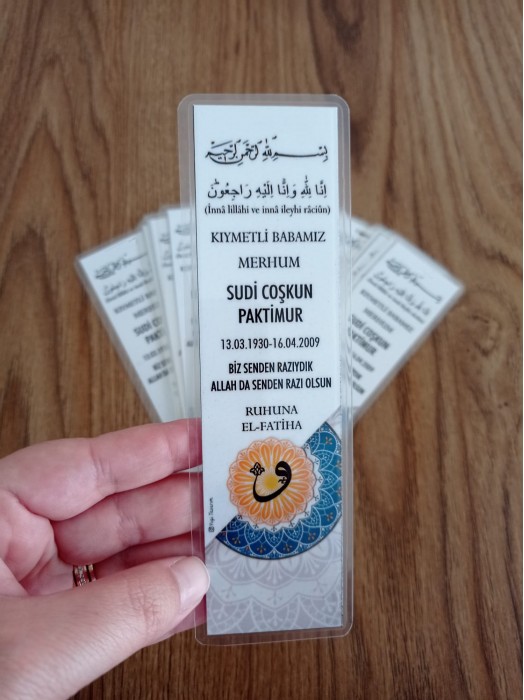 بِسْمِ اللهِ الرَّحْمٰنِ الرَّحِيمِ
اِنَّا لِلّٰهِ وَاِنَّٓا اِلَيْهِ رَاجِعُونَۜ
(İnnâ lillâhi ve innâ ileyhi râciûn)
KIYMETLİ BABAMIZ
MERHUM
SUDİ COŞKUN
PAKTİMUR
13.03.1930-16.04.2009
BİZ SENDEN RAZIYDIK
ALLAH DA SENDEN RAZI OLSUN
RUHUNA
EL-FATİHA
و